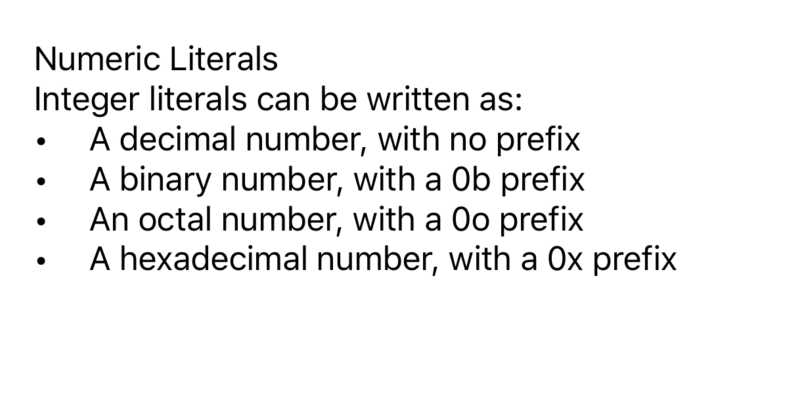 Numeric Literals
Integer literals can be written as:
• A decimal number, with no prefix
• A binary number, with a 0b prefix
• An octal number, with a 0o prefix
• A hexadecimal number, with a 0x prefix